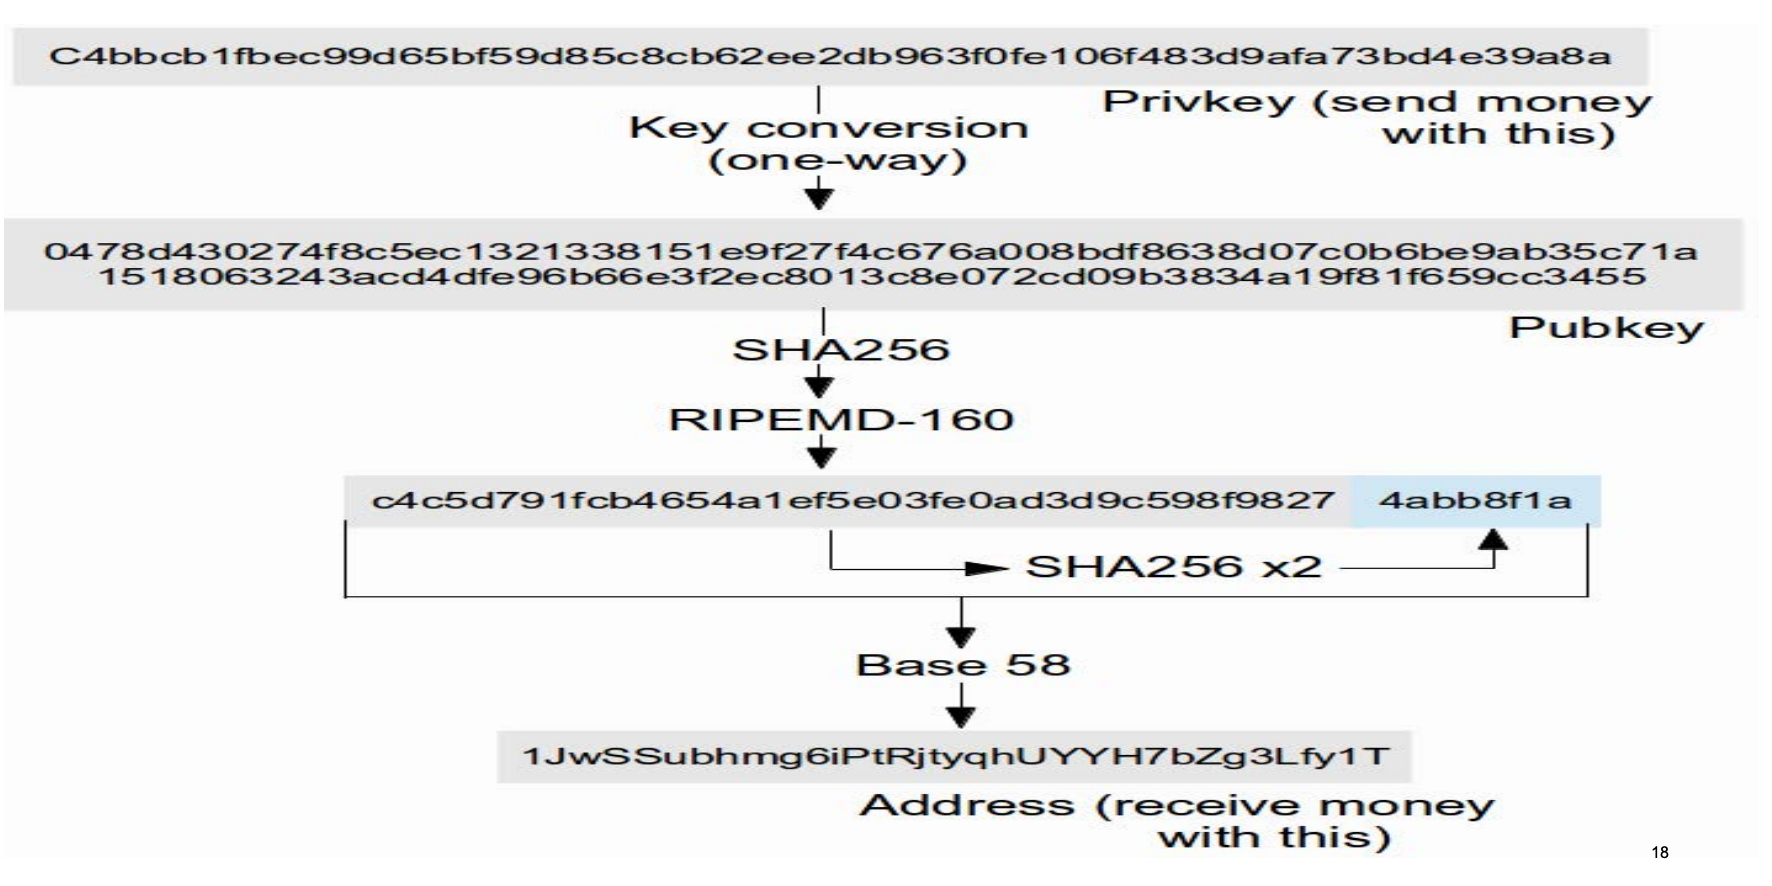 C4bbcb1fbec99d65bf59d85c8cb62ee2db963f0fe106f483d9afa73bd4e39a8a
Privkey (send money
with this)
Key conversion
(one-way)
0478d430274f8c5ec1321338151e9f27f4c676a008bdf8638d07c0b6be9ab35c71a
1518063243acd4dfe96b66e3f2ec8013c8e072cd09b3834a19f81f659cc3455
Pubkey
SHA256
RIPEMD-160
c4c5d791fcb4654a1ef5e03fe0ad3d9c598f9827 4abb8f1a
SHA256 x2
Base 58
1JwSSubhmg6iPtRjtyqhUYYH7bZg3Lfy1T
Address (receive money
with this)
18